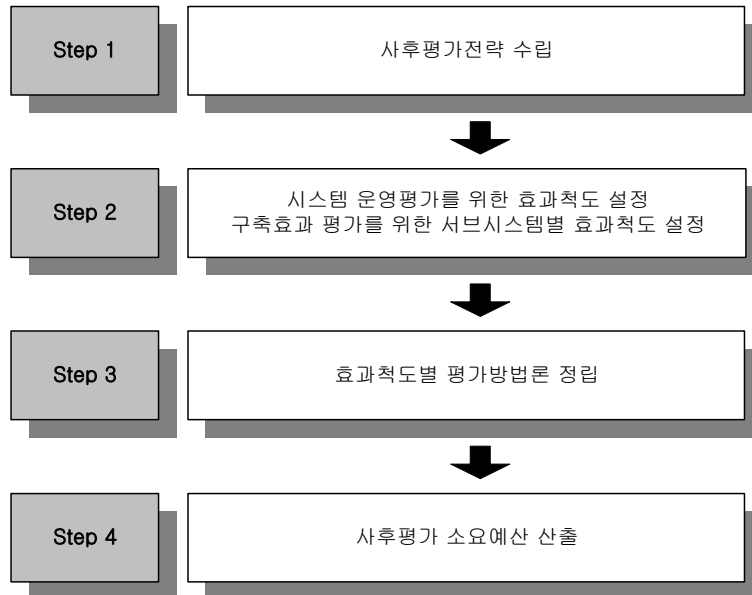 Step 1
사후평가전략 수립
Step 2
시스템 운영평가를 위한 효과척도 설정
구축효과 평가를 위한 서브시스템별 효과척도 설정
Step 3
효과척도별 평가방법론 정립
Step 4
사후평가 소요예산 산출